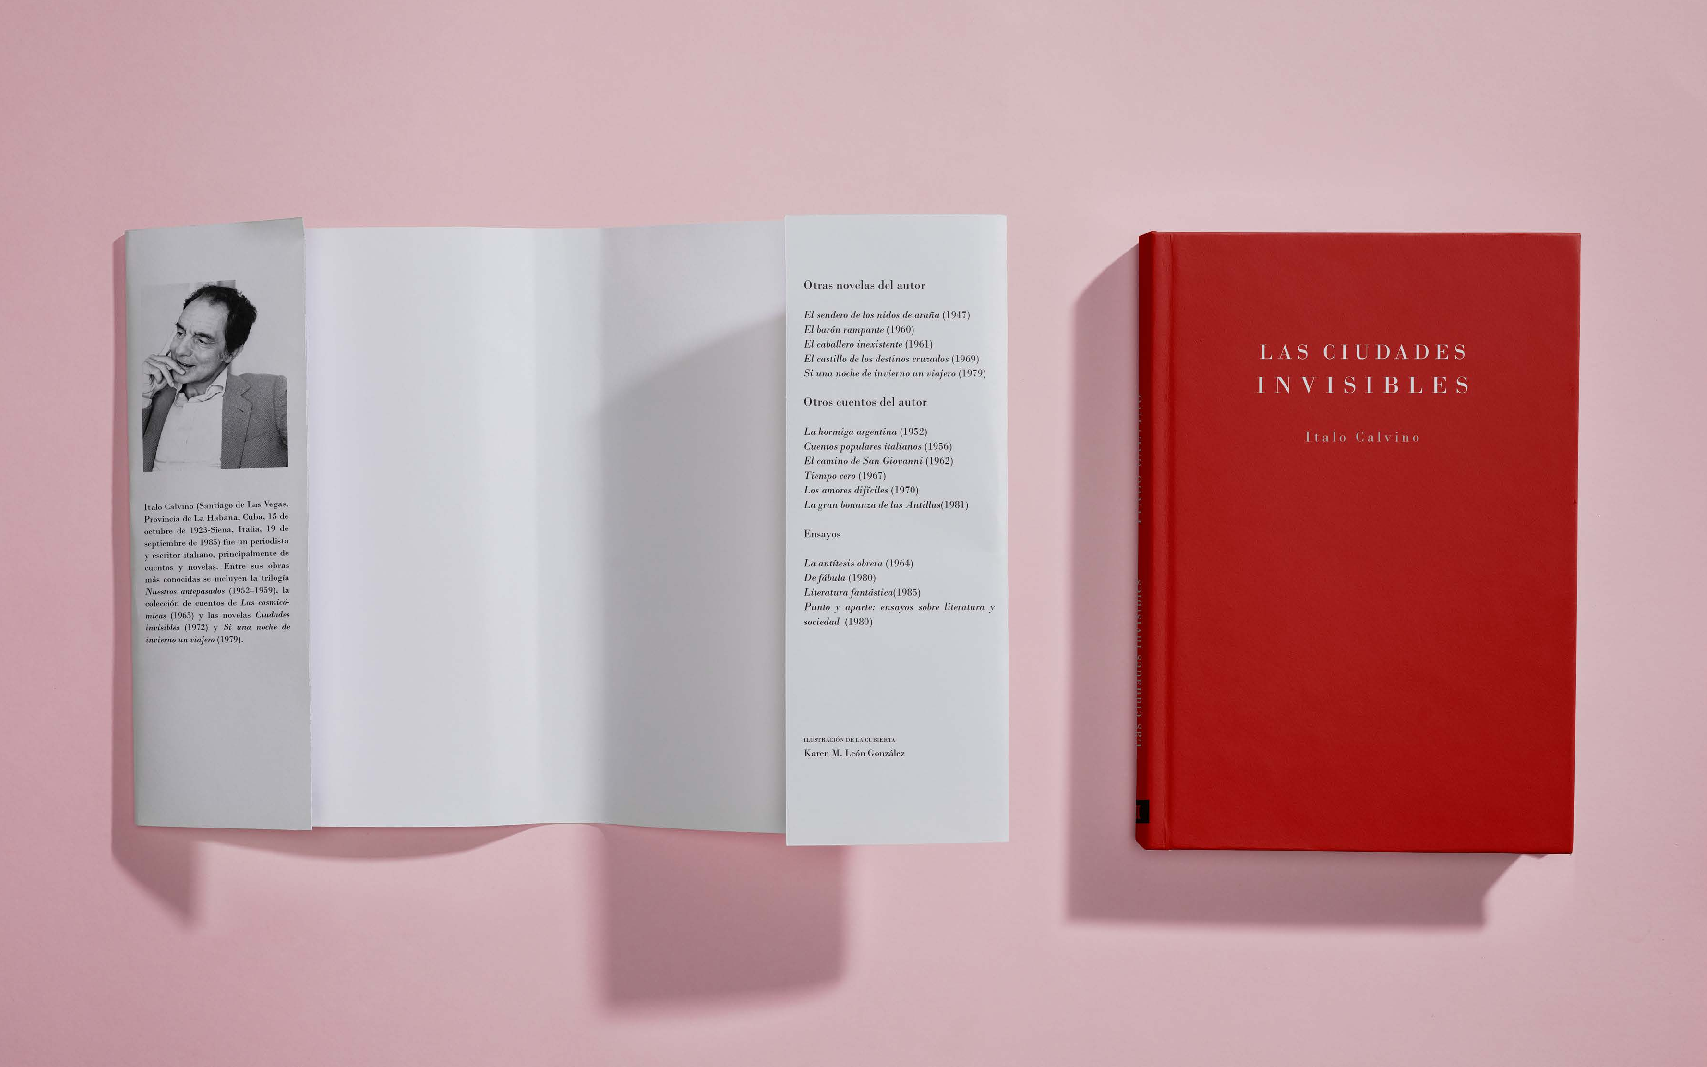 Italo Calvino (Santiago de Las Vegas,
Provincia de La Habana, Cuba, 15 de
octubre de 1923-Siena, Italia, 19 de
septiembre de 1985) fue un periodista
y escritor italiano, principalmente de
cuentos y novelas. Entre sus obras
más conocidas se incluyen la trilogía
Nuestros antepasados (1952-1959), la
colección de cuentos de Las cosmicó-
micas (1965) y las novelas Ciudades
invisibles (1972) y Si una noche de
invierno un viajero (1979).
Otras novelas del autor
El sendero de los nidos de araña (1947)
El barón rampante (1960)
El caballero inexistente (1961)
El castillo de los destinos cruzados (1969)
Si una noche de invierno un viajero (1979)
Otros cuentos del autor
La hormiga argentina (1952)
Cuentos populares italianos (1956)
El camino de San Giovanni (1962)
Tiempo cero (1967)
Los amores difíciles (1970)
La gran bonanza de las Antillas(1981)
Ensayos
La antítesis obrera (1964)
De fábula (1980)
Literatura fantástica(1985)
Punto y aparte: ensayos sobre literatura y
sociedad (1980)
ILUSTRACIÓN DE LA CUBIERTA
Karen M. León González
LAS CIUDADES
INVISIBLES
Italo Calvino